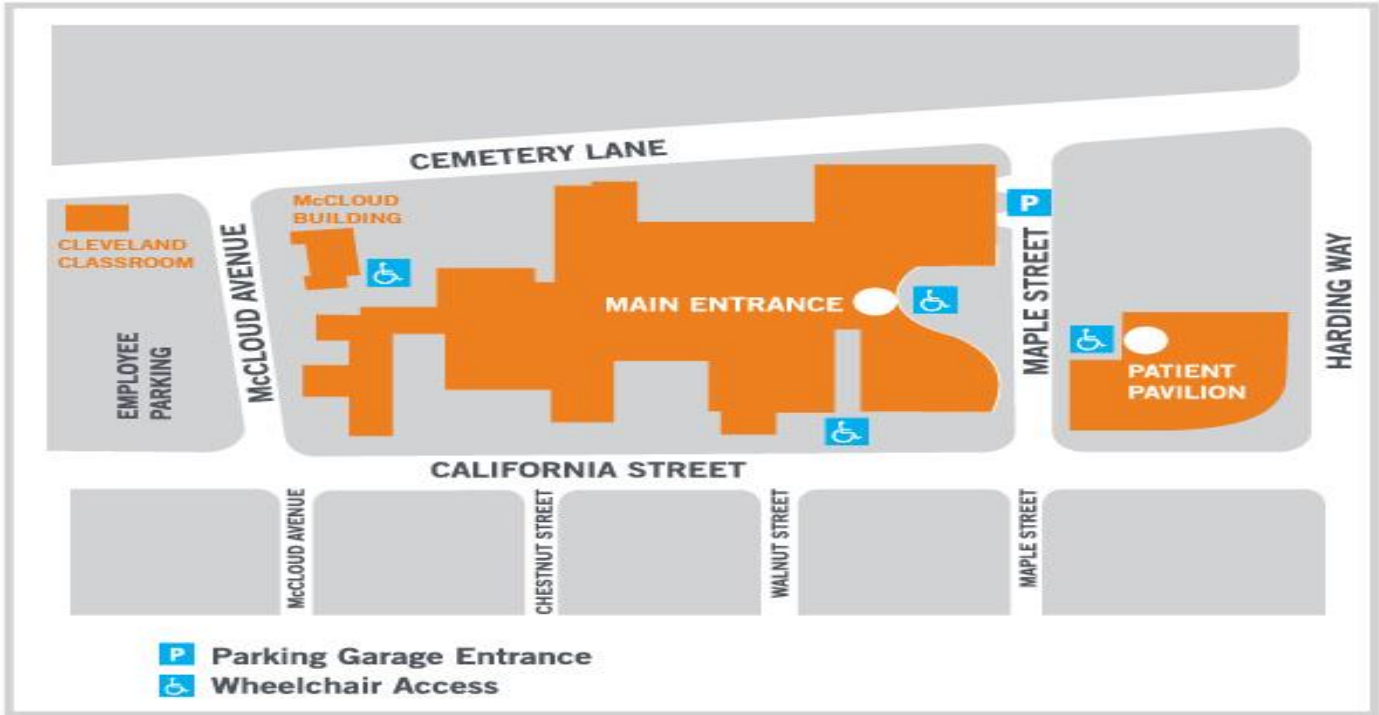 CEMETERY LANE
McCLOUD
BUILDING
CLEVELAND
CLASSROOM
McCLOUD AVENUE
EMPLOYEE
PARKING
MAIN ENTRANCE
P
MAPLE STREET
HARDING WAY
PATIENT
PAVILION
CALIFORNIA STREET
McCLOUD AVENUE
CHESTNUT STREET
WALNUT STREET
MAPLE STREET
P Parking Garage Entrance
Wheelchair Access